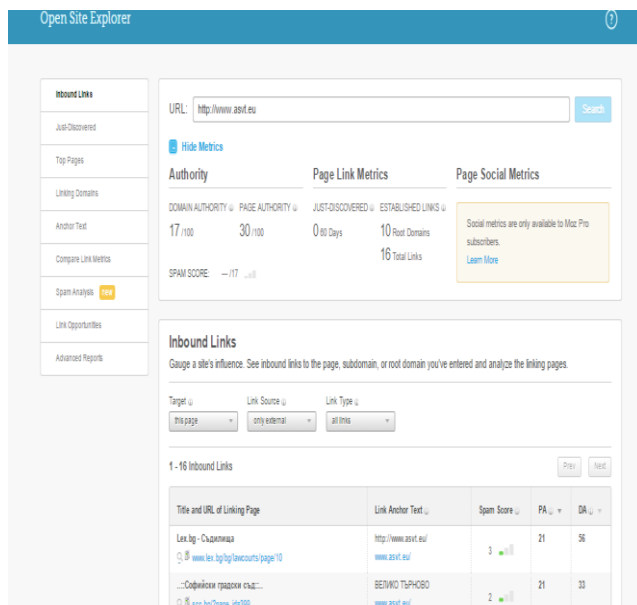 Open Site Explorer
?
Inbound Links
Just-Discovered
Top Pages
Linking Domains
Anchor Text
Compare Link Metrics
Spam Analysis new
Link Opportunities
Advanced Reports
URL: http://www.asvt.eu Search
- Hide Metrics
Authority
DOMAIN AUTHORITY PAGE AUTHORITY
17 /100 30 /100
SPAM SCORE: -- /17
Page Link Metrics
JUST-DISCOVERED ESTABLISHED LINKS
0 60 Days 10 Root Domains
16 Total Links
Page Social Metrics
Social metrics are only available to Moz Pro
subscribers.
Learn More
Inbound Links
Gauge a site's influence. See inbound links to the page, subdomain, or root domain you've entered and analyze the linking pages.
Target Link Source Link Type
this page only external all links
1 - 16 Inbound Links Prev Next
Title and URL of Linking Page Link Anchor Text Spam Score PA DA
Lex.bg - Съдилища http://www.asvt.eu/ 3 21 56
www.lex.bg/bg/lawcourts/page/10 www.asvt.eu/
..::Софийски градски съд::.. ВЕЛИКО ТЪРНОВО 2 21 33
www.asvt.eu/